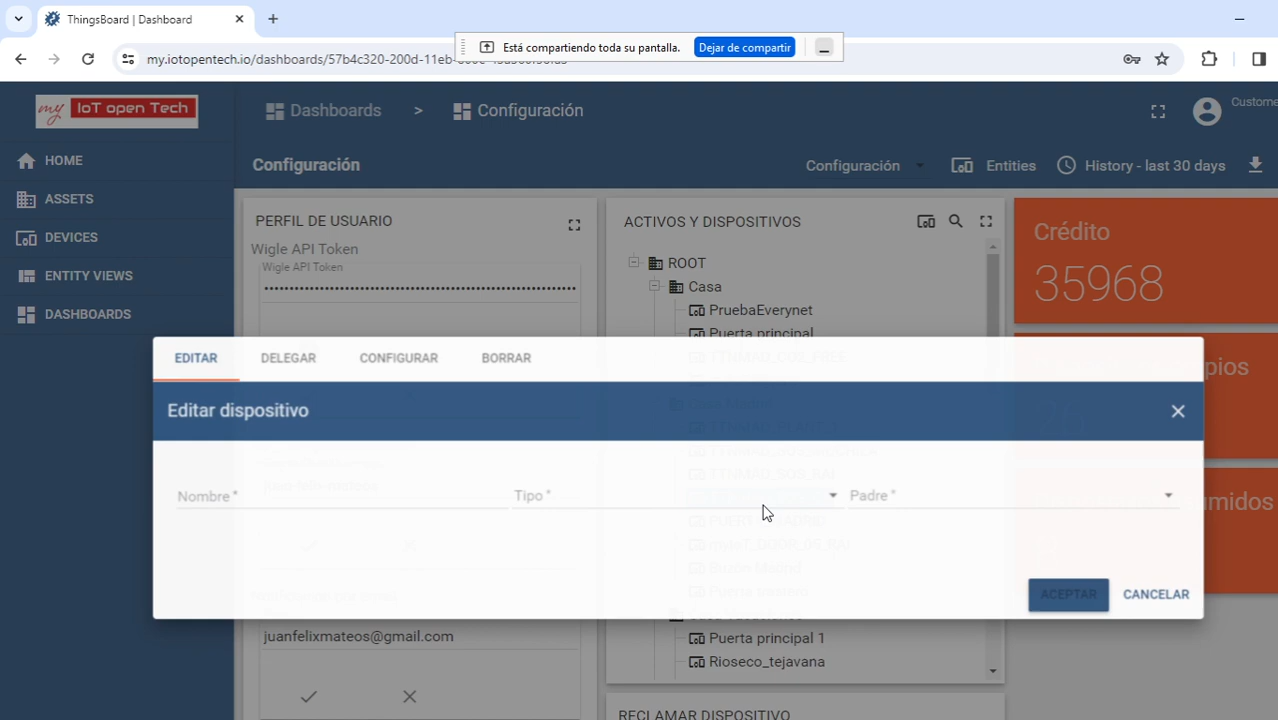 ThingsBoard | Dashboard
Está compartiendo toda su pantalla.
Dejar de compartir
my.iotopentech.io/dashboards/57b4c320-200d-11eb-
my IoT open Tech
Dashboards > Configuración
Custome
HOME
ASSETS
DEVICES
ENTITY VIEWS
DASHBOARDS
Configuración
Configuración
Entities
History - last 30 days
PERFIL DE USUARIO
Wigle API Token
Wigle API Token
ACTIVOS Y DISPOSITIVOS
ROOT
Casa
PruebaEverynet
Puerta principal
Crédito
35968
EDITAR
DELEGAR
CONFIGURAR
BORRAR
Editar dispositivo
Nombre *
Tipo *
Padre *
ACEPTAR
CANCELAR
juanfelixmateos@gmail.com
Puerta principal 1
Rioseco_tejavana
RECLAMAR DISPOSITIVO